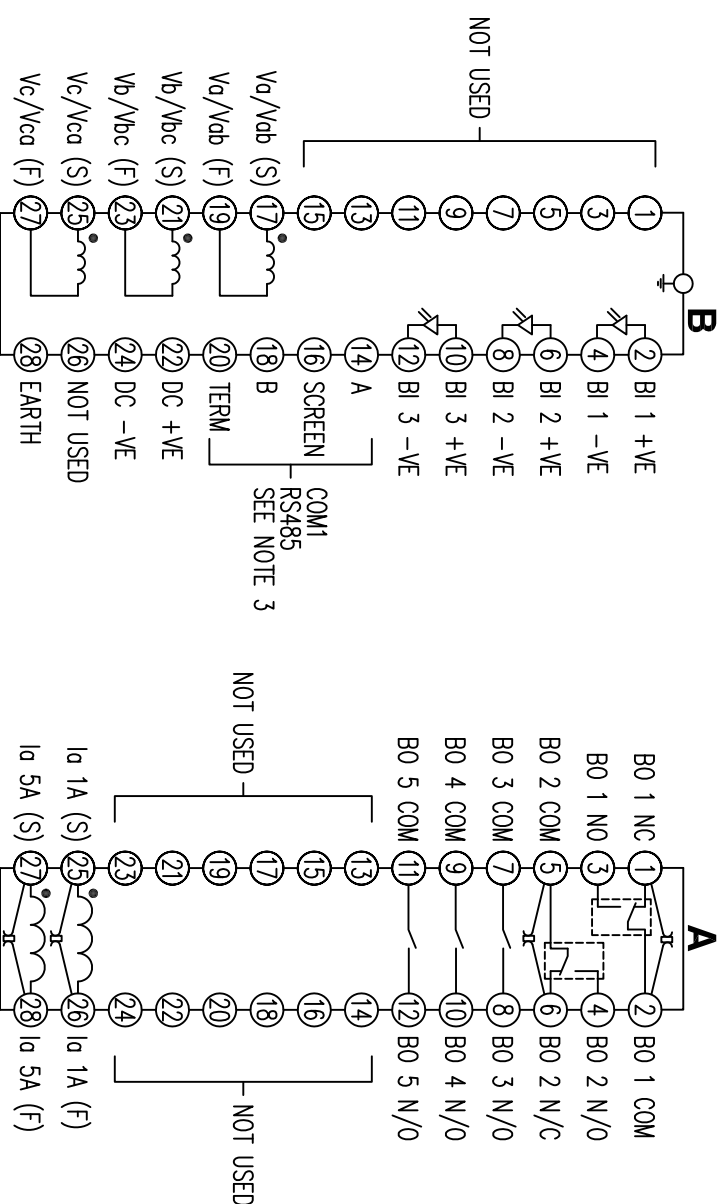 B
1 2 BI 1 +VE
3 4 BI 1 -VE
5 6 BI 2 +VE
NOT USED
7 8 BI 2 -VE
9 10 BI 3 +VE
11 12 BI 3 -VE
13 14 A
15 16 SCREEN
COM1
RS485
SEE NOTE 3
Va/Vab (S) 17 18 B
Va/Vab (F) 19 20 TERM
Vb/Vbc (S) 21 22 DC +VE
Vb/Vbc (F) 23 24 DC -VE
Vc/Vca (S) 25 26 NOT USED
Vc/Vca (F) 27 28 EARTH
A
BO 1 NC 1 2 BO 1 COM
BO 1 NO 3 4 BO 2 N/O
BO 2 COM 5 6 BO 2 N/C
BO 3 COM 7 8 BO 3 N/O
BO 4 COM 9 10 BO 4 N/O
BO 5 COM 11 12 BO 5 N/O
13 14
15 16
17 18
NOT USED
NOT USED
19 20
21 22
23 24
Ia 1A (S) 25 26 Ia 1A (F)
Ia 5A (S) 27 28 Ia 5A (F)